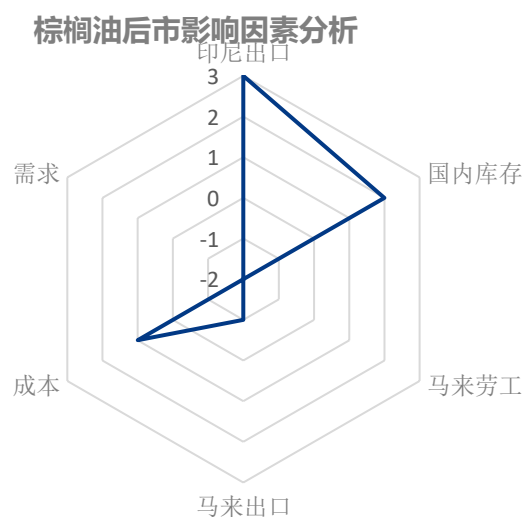 棕榈油后市影响因素分析
印尼出口
3
2
1
0
-1
-2
国内库存
马来劳工
马来出口
成本
需求